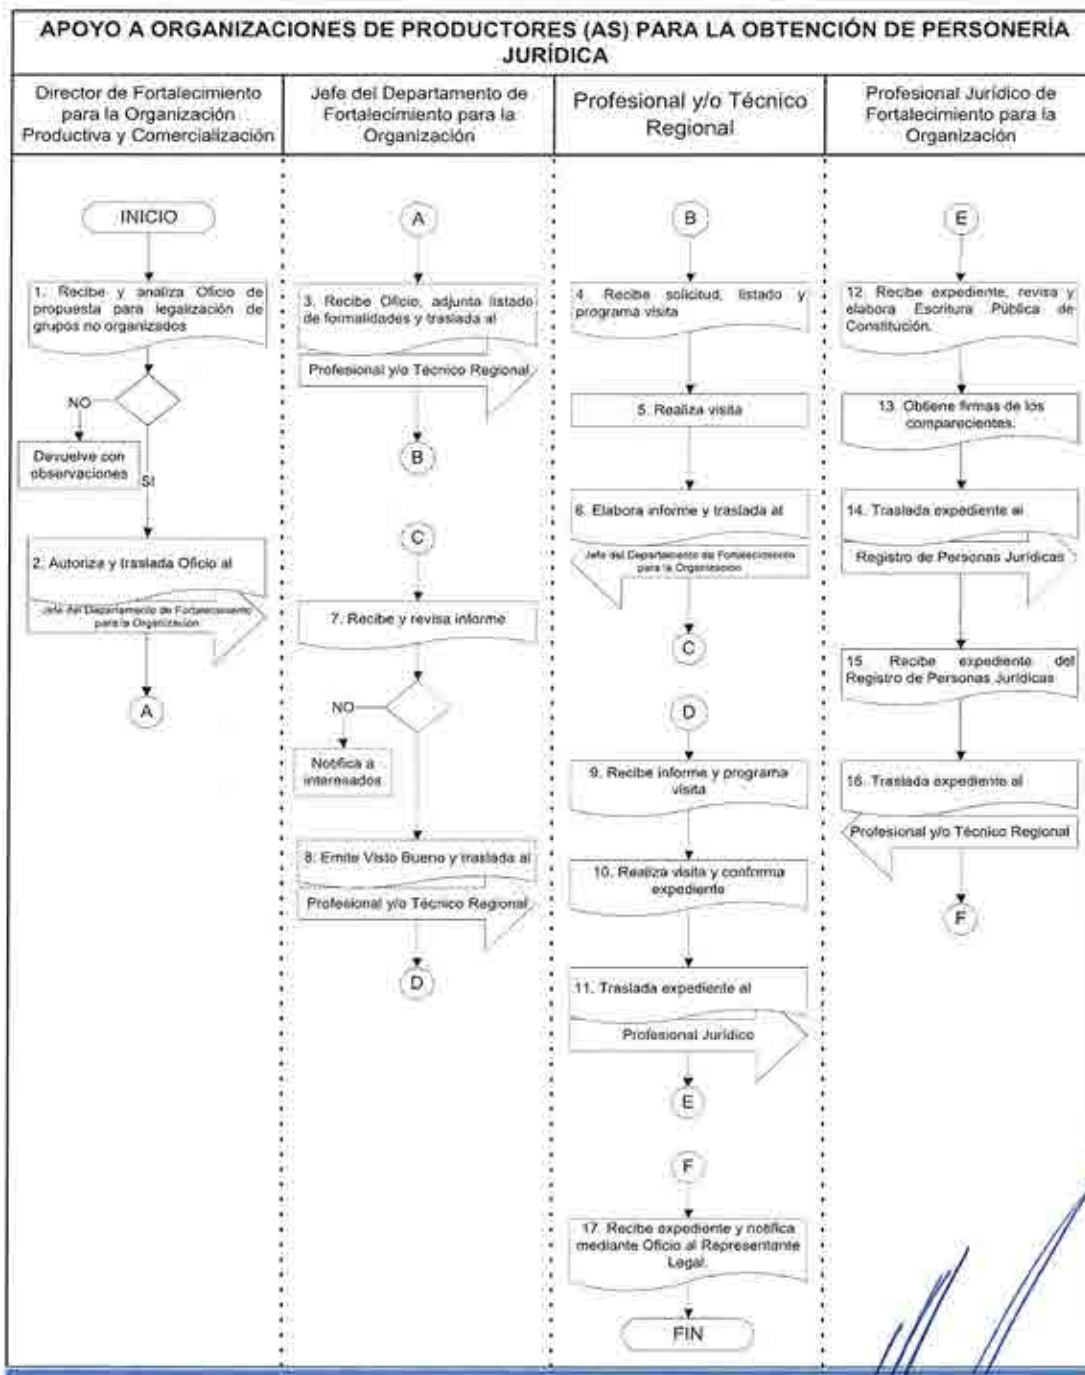 APOYO A ORGANIZACIONES DE PRODUCTORES (AS) PARA LA OBTENCIÓN DE PERSONERÍA
JURÍDICA
Director de Fortalecimiento
para la Organización
Productiva y Comercialización
INICIO
1. Recibe y analiza Oficio de
propuesta para legalización de
grupos no organizados
NO
Devuelve con
observaciones
SI
2. Autoriza y traslada Oficio al
Jefe del Departamento de Fortalecimiento
para la Organización
A
Jefe del Departamento de
Fortalecimiento para la
Organización
A
3. Recibe Oficio, adjunta listado
de formalidades y traslada al
Profesional y/o Técnico Regional
B
C
7. Recibe y revisa informe
NO
Notifica a
interesados
8. Emite Visto Bueno y traslada al
Profesional y/o Técnico Regional
D
Profesional y/o Técnico
Regional
B
4 Recibe solicitud, listado y
programa visita
5. Realiza visita
6. Elabora informe y traslada al
Jefe del Departamento de Fortalecimiento
para la Organización
C
D
9. Recibe informe y programa
visita
10. Realiza visita y conforma
expediente
11. Traslada expediente al
Profesional Jurídico
E
F
17. Recibe expediente y notifica
mediante Oficio al Representante
Legal.
FIN
Profesional Jurídico de
Fortalecimiento para la
Organización
E
12. Recibe expediente, revisa y
elabora Escritura Pública de
Constitución.
13. Obtiene firmas de los
comparecientes.
14. Traslada expediente al
Registro de Personas Jurídicas
15 Recibe expediente del
Registro de Personas Jurídicas
16. Traslada expediente al
Profesional y/o Técnico Regional
F